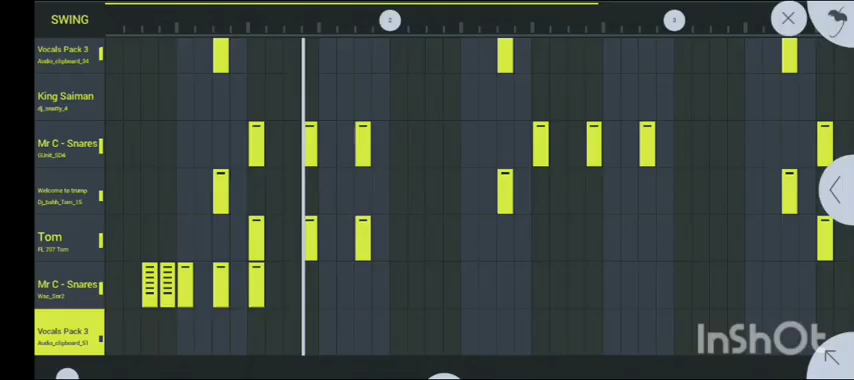 SWING
2
3
Vocals Pack 3
Audio_clipboard_34
King Saiman
dj_swatty_4
Mr C - Snares
GUnit_SD4
Welcome to trump
Dj_bahh_Tom_15
Tom
FL 707 Tom
Mr C - Snares
Wac_Snr2
Vocals Pack 3
Audio_clipboard_51
InShOt